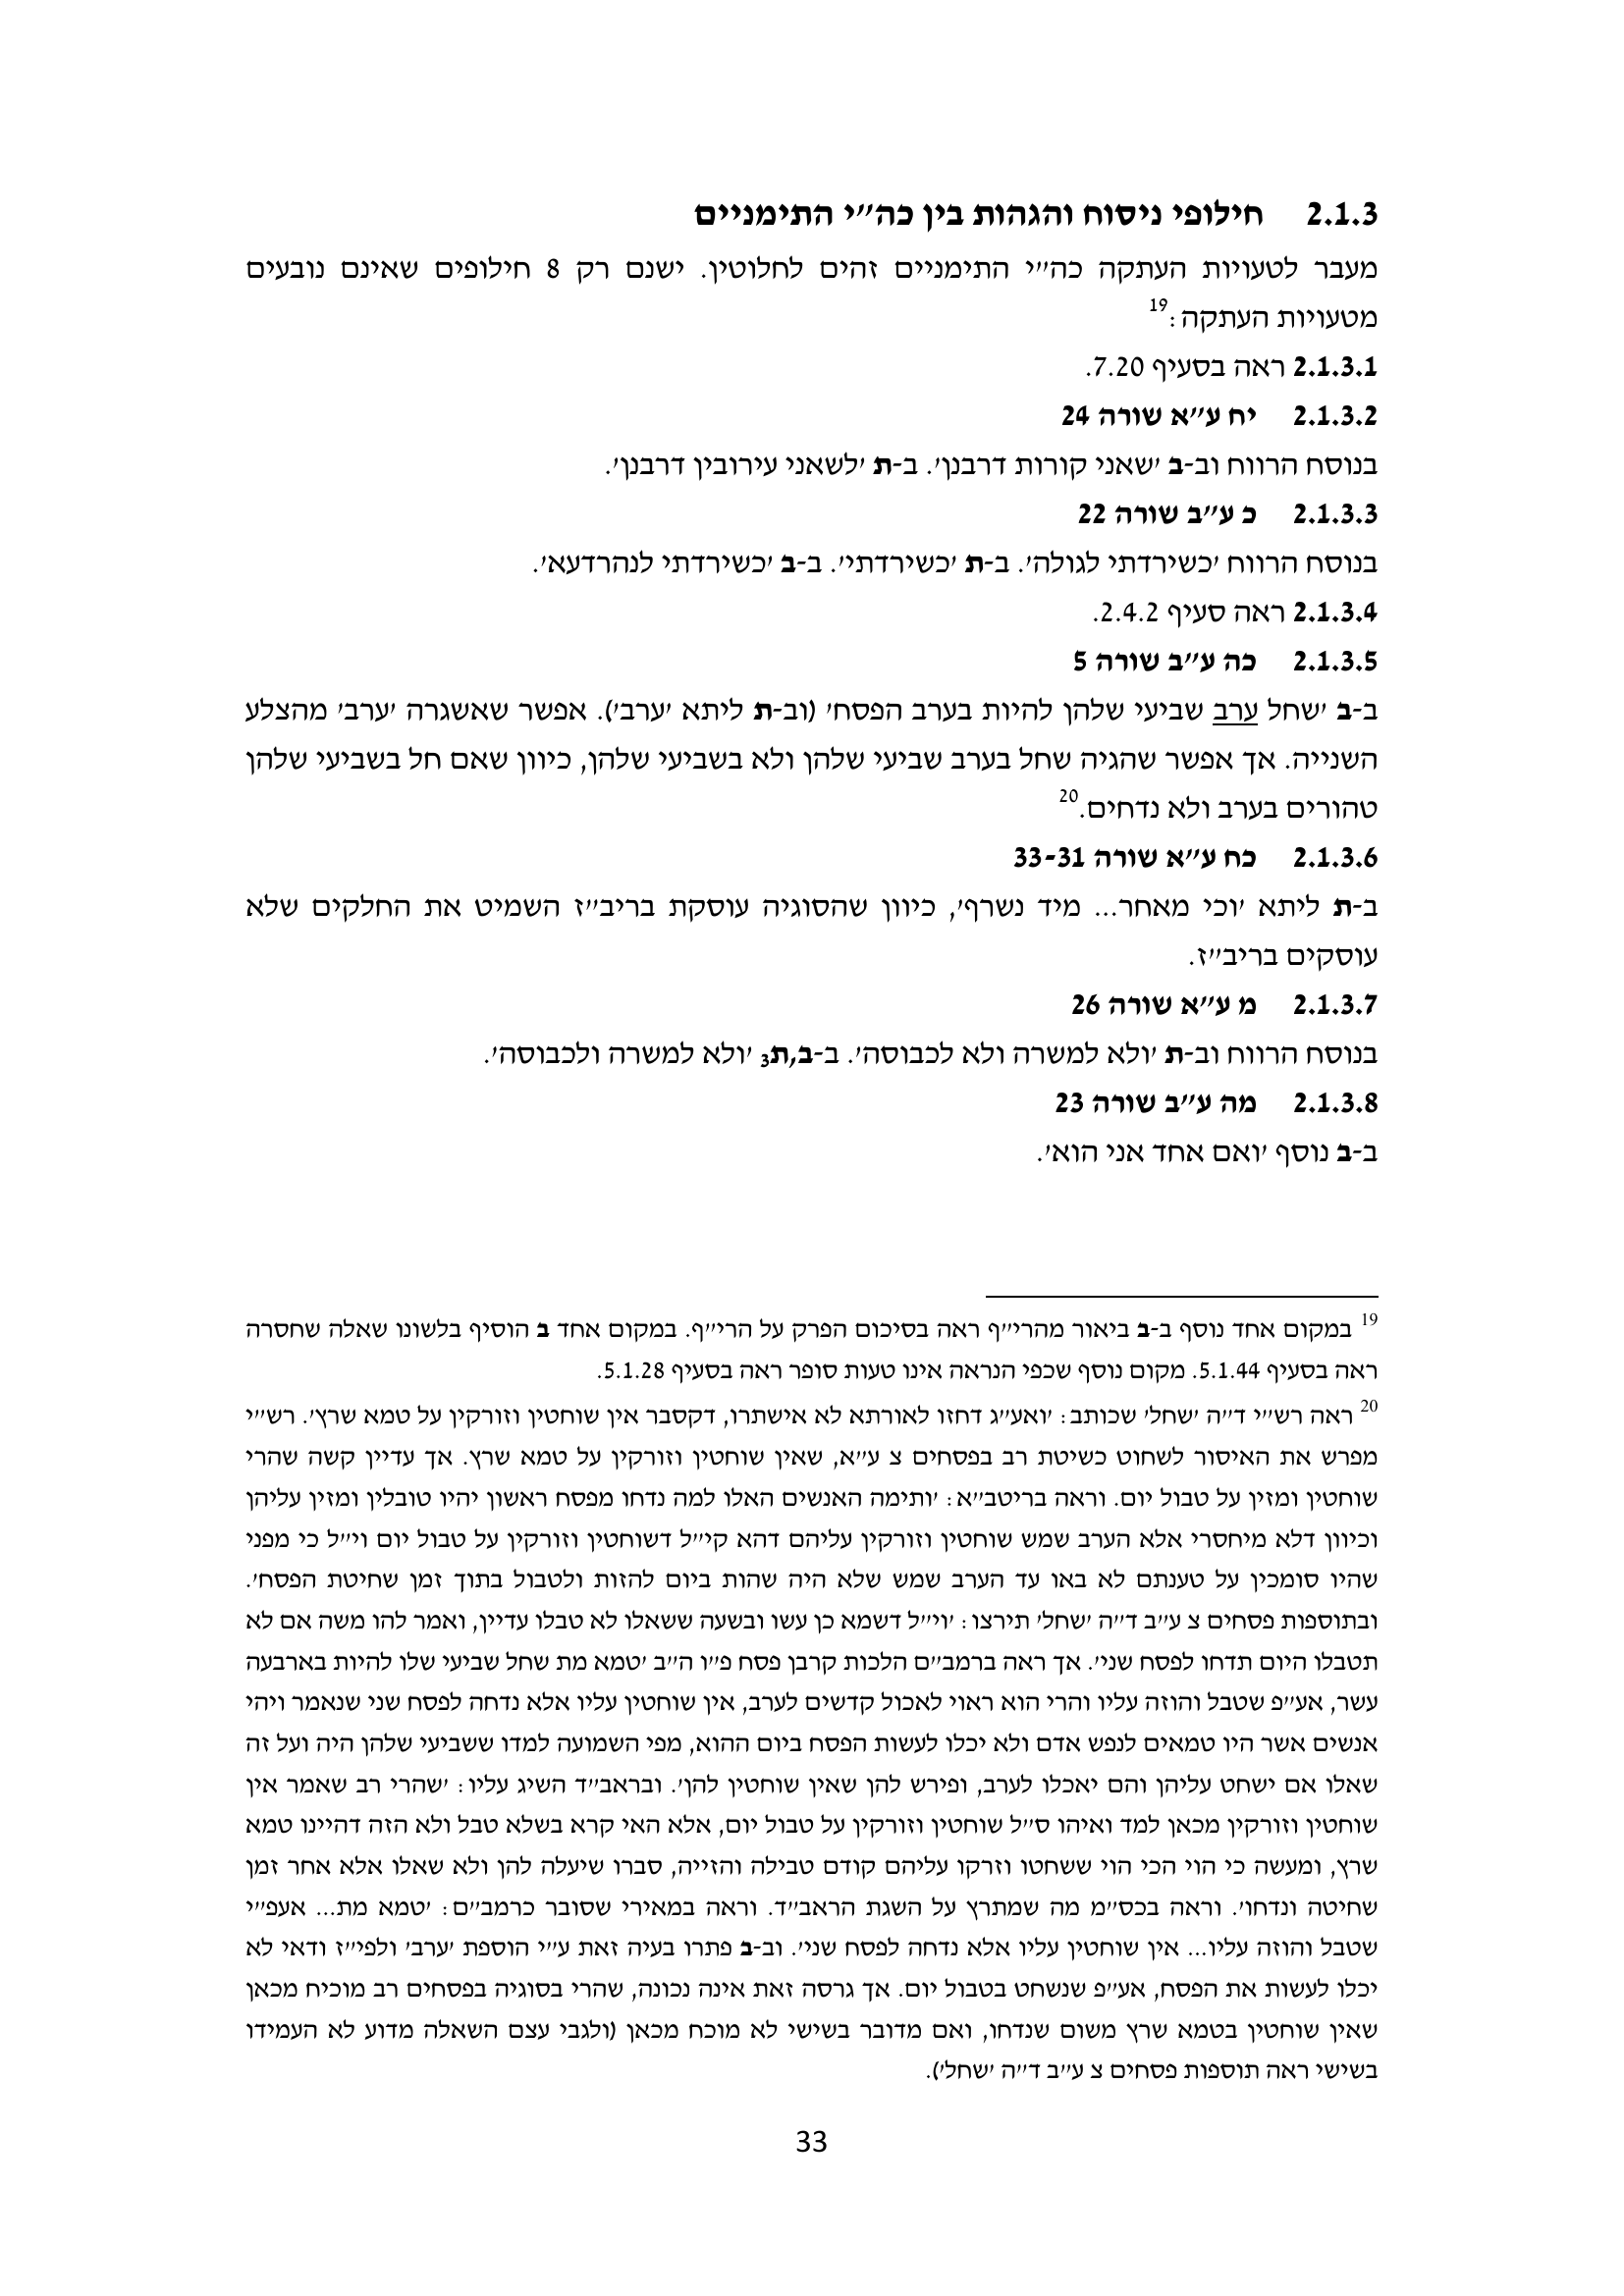 2.1.3 חילופי ניסוח והגהות בין כה״י התימניים
מעבר לטעויות העתקה כה״י התימניים זהים לחלוטין. ישנם רק 8 חילופים שאינם נובעים
מטעויות העתקה:19
2.1.3.1 ראה בסעיף 7.20.
2.1.3.2 יח ע״א שורה 24
בנוסח הרווח וב-ב ׳שאני קורות דרבנן׳. ב-ת ׳לשאני עירובין דרבנן׳.
2.1.3.3 כ ע״ב שורה 22
בנוסח הרווח ׳כשירדתי לגולה׳. ב-ת ׳כשירדתי׳. ב-ב ׳כשירדתי לנהרדעא׳.
2.1.3.4 ראה סעיף 2.4.2.
2.1.3.5 כה ע״ב שורה 5
ב-ב ׳שחל ערב שביעי שלהן להיות בערב הפסח׳ (וב-ת ליתא ׳ערב׳). אפשר שאשגרה ׳ערב׳ מהצלע
השנייה. אך אפשר שהגיה שחל בערב שביעי שלהן ולא בשביעי שלהן, כיוון שאם חל בשביעי שלהן
טהורים בערב ולא נדחים.20
2.1.3.6 כח ע״א שורה 33-31
ב-ת ליתא ׳וכי מאחר... מיד נשרף׳, כיוון שהסוגיה עוסקת בריב״ז השמיט את החלקים שלא
עוסקים בריב״ז.
2.1.3.7 מ ע״א שורה 26
בנוסח הרווח וב-ת ׳ולא למשרה ולא לכבוסה׳. ב-ב,ת3 ׳ולא למשרה ולכבוסה׳.
2.1.3.8 מה ע״ב שורה 23
ב-ב נוסף ׳ואם אחד אני הוא׳.
19 במקום אחד נוסף ב-ב ביאור מהרי״ף ראה בסיכום הפרק על הרי״ף. במקום אחד ב הוסיף בלשונו שאלה שחסרה
ראה בסעיף 5.1.44. מקום נוסף שכפי הנראה אינו טעות סופר ראה בסעיף 5.1.28.
20 ראה רש״י ד״ה ׳שחל׳ שכותב: ׳ואע״ג דחזו לאורתא לא אישתרו, דקסבר אין שוחטין וזורקין על טמא שרץ׳. רש״י
מפרש את האיסור לשחוט כשיטת רב בפסחים צ ע״א, שאין שוחטין וזורקין על טמא שרץ. אך עדיין קשה שהרי
שוחטין ומזין על טבול יום. וראה בריטב״א: ׳ותימה האנשים האלו למה נדחו מפסח ראשון יהיו טובלין ומזין עליהן
וכיוון דלא מיחסרי אלא הערב שמש שוחטין וזורקין עליהם דהא קי״ל דשוחטין וזורקין על טבול יום וי״ל כי מפני
שהיו סומכין על טענתם לא באו עד הערב שמש שלא היה שהות ביום להזות ולטבול בתוך זמן שחיטת הפסח׳.
ובתוספות פסחים צ ע״ב ד״ה ׳שחל׳ תירצו: ׳וי״ל דשמא כן עשו ובשעה ששאלו לא טבלו עדיין, ואמר להו משה אם לא
תטבלו היום תדחו לפסח שני׳. אך ראה ברמב״ם הלכות קרבן פסח פ״ו ה״ב ׳טמא מת שחל שביעי שלו להיות בארבעה
עשר, אע״פ שטבל והוזה עליו והרי הוא ראוי לאכול קדשים לערב, אין שוחטין עליו אלא נדחה לפסח שני שנאמר ויהי
אנשים אשר היו טמאים לנפש אדם ולא יכלו לעשות הפסח ביום ההוא, מפי השמועה למדו ששביעי שלהן היה ועל זה
שאלו אם ישחט עליהן והם יאכלו לערב, ופירש להן שאין שוחטין להן׳. ובראב״ד השיג עליו: ׳שהרי רב שאמר אין
שוחטין וזורקין מכאן למד ואיהו ס״ל שוחטין וזורקין על טבול יום, אלא האי קרא בשלא טבל ולא הזה דהיינו טמא
שרץ, ומעשה כי הוי הכי הוי ששחטו וזרקו עליהם קודם טבילה והזייה, סברו שיעלה להן ולא שאלו אלא אחר זמן
שחיטה ונדחו׳. וראה בכס״מ מה שמתרץ על השגת הראב״ד. וראה במאירי שסובר כרמב״ם: ׳טמא מת... אעפ״י
שטבל והוזה עליו... אין שוחטין עליו אלא נדחה לפסח שני׳. וב-ב פתרו בעיה זאת ע״י הוספת ׳ערב׳ ולפי״ז ודאי לא
יכלו לעשות את הפסח, אע״פ שנשחט בטבול יום. אך גרסה זאת אינה נכונה, שהרי בסוגיה בפסחים רב מוכיח מכאן
שאין שוחטין בטמא שרץ משום שנדחו, ואם מדובר בשישי לא מוכח מכאן (ולגבי עצם השאלה מדוע לא העמידו
בשישי ראה תוספות פסחים צ ע״ב ד״ה ׳שחל׳).
33